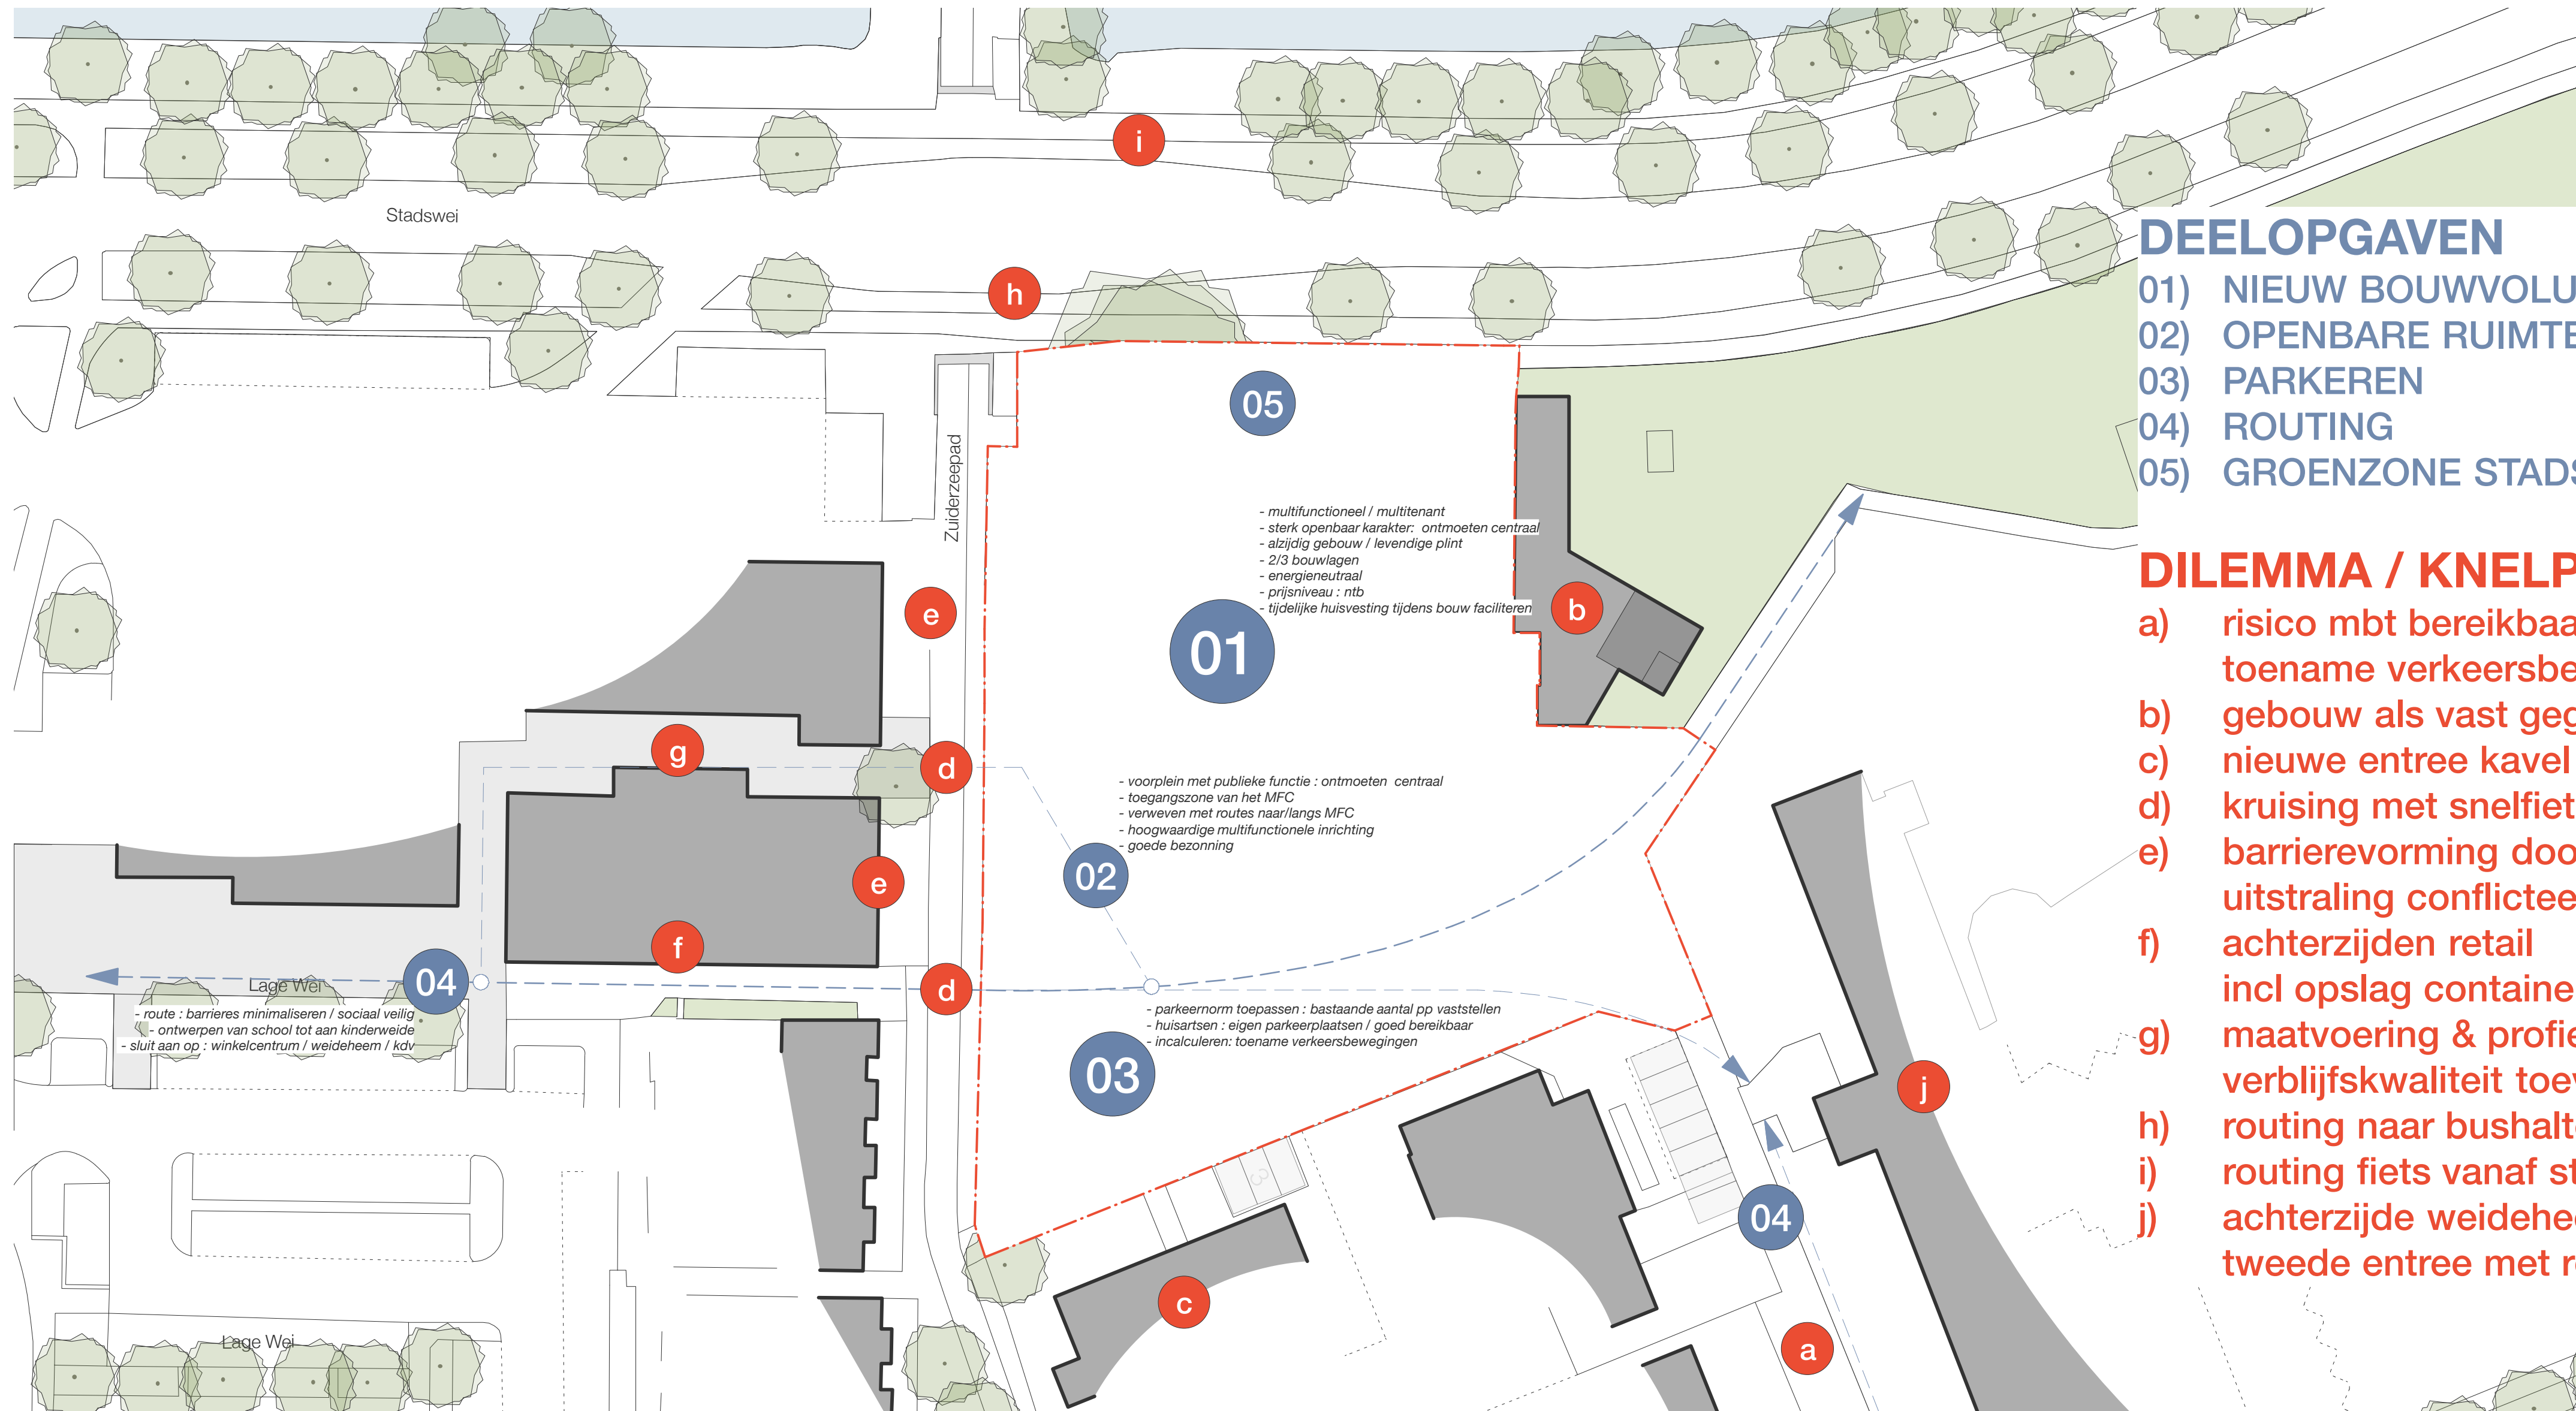 i
Stadswei
h
05
Zuiderzeepad
- multifunctioneel / multitenant
- sterk openbaar karakter: ontmoeten centraal
- alzijdig gebouw / levendige plint
- 2/3 bouwlagen
- energieneutraal
- prijsniveau : ntb
- tijdelijke huisvesting tijdens bouw faciliteren
e
b
01
g
d
- voorplein met publieke functie : ontmoeten centraal
- toegangszone van het MFC
- verweven met routes naar/langs MFC
- hoogwaardige multifunctionele inrichting
- goede bezonning
02
e
f
04
d
Lage Wei
- route : barrieres minimaliseren / sociaal veilig
- ontwerpen van school tot aan kinderweide
- sluit aan op : winkelcentrum / weideheem / kdv
- parkeernorm toepassen : bastaande aantal pp vaststellen
- huisartsen : eigen parkeerplaatsen / goed bereikbaar
- incalculeren: toename verkeersbewegingen
03
j
04
c
a
Lage Wei
DEELOPGAVEN
01) NIEUW BOUWVOLU
02) OPENBARE RUIMTE
03) PARKEREN
04) ROUTING
05) GROENZONE STADS
DILEMMA / KNELP
a) risico mbt bereikbaa
toename verkeersbe
b) gebouw als vast geg
c) nieuwe entree kavel
d) kruising met snelfiet
e) barrierevorming doo
uitstraling conflictee
f) achterzijden retail
incl opslag containe
g) maatvoering & profie
verblijfskwaliteit toev
h) routing naar bushalt
i) routing fiets vanaf st
j) achterzijde weidehee
tweede entree met r